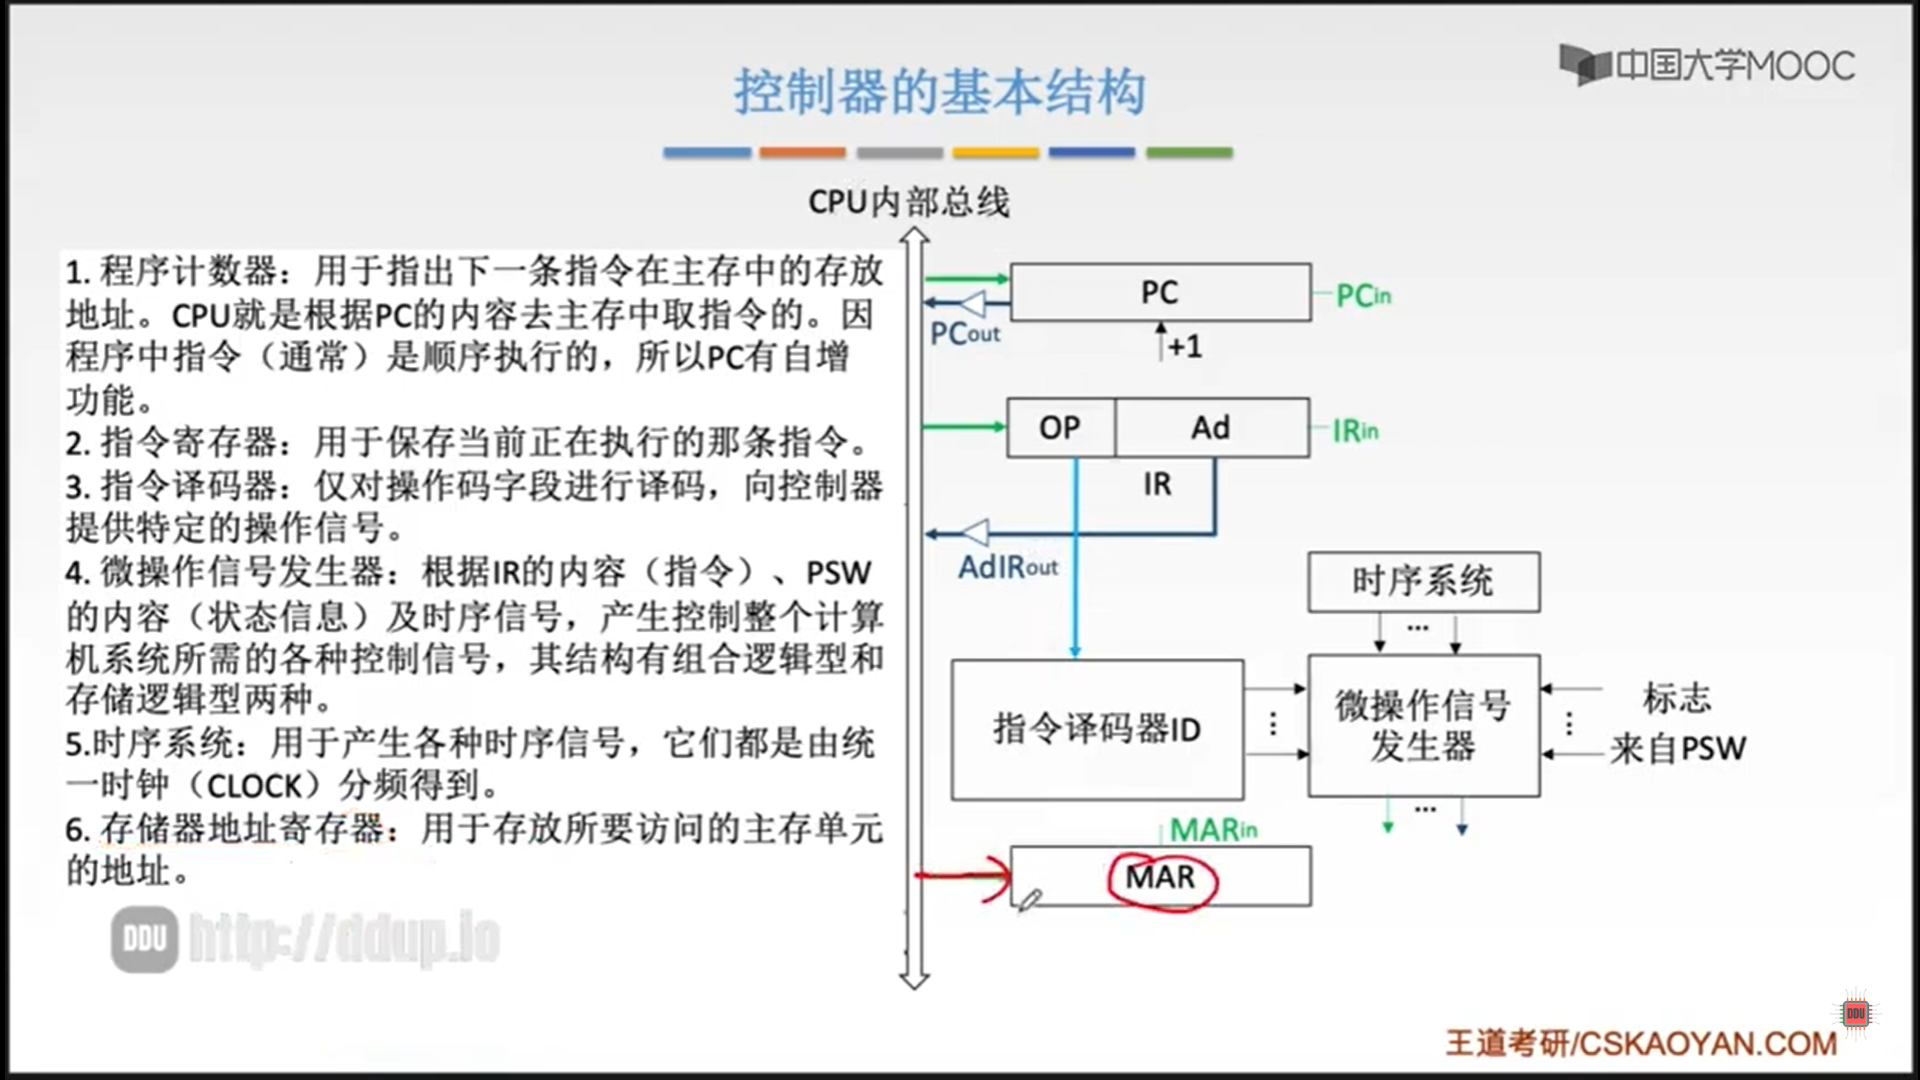 中国大学MOOC
控制器的基本结构
CPU内部总线
1. 程序计数器：用于指出下一条指令在主存中的存放
地址。CPU就是根据PC的内容去主存中取指令的。因
程序中指令（通常）是顺序执行的，所以PC有自增
功能。
2. 指令寄存器：用于保存当前正在执行的那条指令。
3. 指令译码器：仅对操作码字段进行译码，向控制器
提供特定的操作信号。
4. 微操作信号发生器：根据IR的内容（指令）、PSW
的内容（状态信息）及时序信号，产生控制整个计算
机系统所需的各种控制信号，其结构有组合逻辑型和
存储逻辑型两种。
5.时序系统：用于产生各种时序信号，它们都是由统
一时钟（CLOCK）分频得到。
6. 存储器地址寄存器：用于存放所要访问的主存单元
的地址。
PC
PCin
PCout
+1
OP
Ad
IRin
IR
AdIRout
时序系统
...
指令译码器ID
...
微操作信号
发生器
...
标志
来自PSW
...
MARin
MAR
DDU http://ddup.io
DDU
王道考研/CSKAOYAN.COM